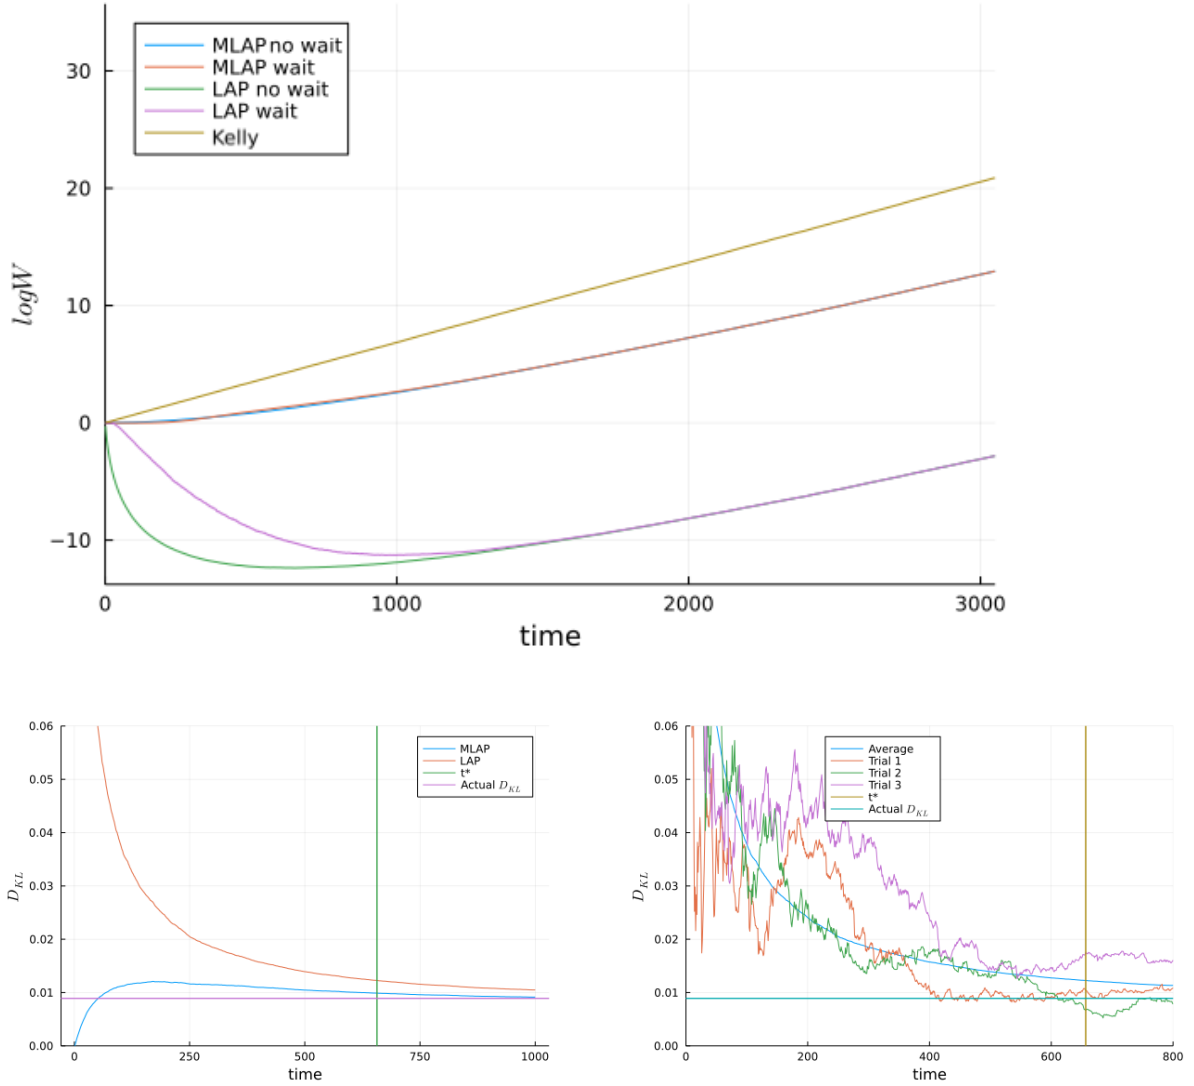 MLAP no wait
MLAP wait
LAP no wait
LAP wait
Kelly
30
20
10
0
−10
logW
0
1000
2000
3000
time
0.06
0.05
0.04
0.03
0.02
0.01
0.00
D_KL
MLAP
LAP
t*
Actual D_KL
0
250
500
750
1000
time
0.06
0.05
0.04
0.03
0.02
0.01
0.00
D_KL
Average
Trial 1
Trial 2
Trial 3
t*
Actual D_KL
0
200
400
600
800
time